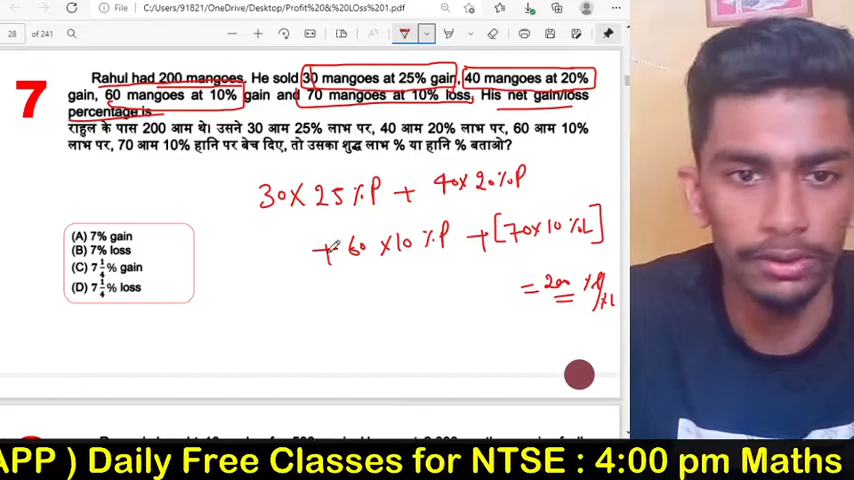 C:/Users/91821/OneDrive/Desktop/Profit%20&%20Loss%201.pdf
28 of 241
7
Rahul had 200 mangoes. He sold 30 mangoes at 25% gain, 40 mangoes at 20%
gain, 60 mangoes at 10% gain and 70 mangoes at 10% loss, His net gain/loss
percentage is
राहुल के पास 200 आम थे। उसने 30 आम 25% लाभ पर, 40 आम 20% लाभ पर, 60 आम 10%
लाभ पर, 70 आम 10% हानि पर बेच दिए, तो उसका शुद्ध लाभ % या हानि % बताओ?
30 X 25 % P + 40 X 20 % P
+ 60 X 10 % P + [70 X 10 % L]
= 200
(A) 7% gain
(B) 7% loss
(C) 7 1/4 % gain
(D) 7 1/4 % loss
APP ) Daily Free Classes for NTSE : 4:00 pm Maths